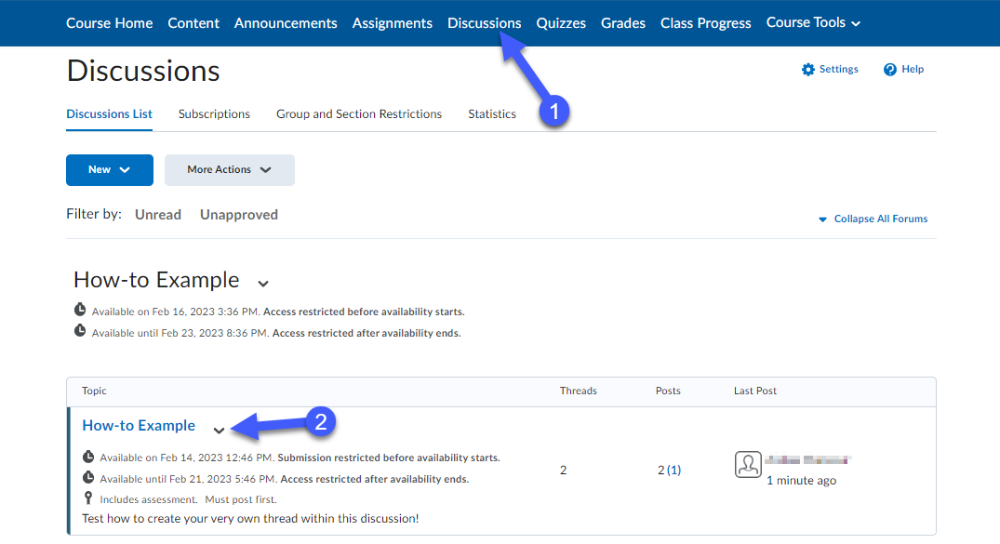 Course Home Content Announcements Assignments Discussions Quizzes Grades Class Progress Course Tools
Discussions
Settings Help
1
Discussions List Subscriptions Group and Section Restrictions Statistics
New More Actions
Filter by: Unread Unapproved
Collapse All Forums
How-to Example
Available on Feb 16, 2023 3:36 PM. Access restricted before availability starts.
Available until Feb 23, 2023 8:36 PM. Access restricted after availability ends.
Topic Threads Posts Last Post
How-to Example 2
Available on Feb 14, 2023 12:46 PM. Submission restricted before availability starts.
2 2 (1)
Available until Feb 21, 2023 5:46 PM. Access restricted after availability ends.
1 minute ago
Includes assessment. Must post first.
Test how to create your very own thread within this discussion!